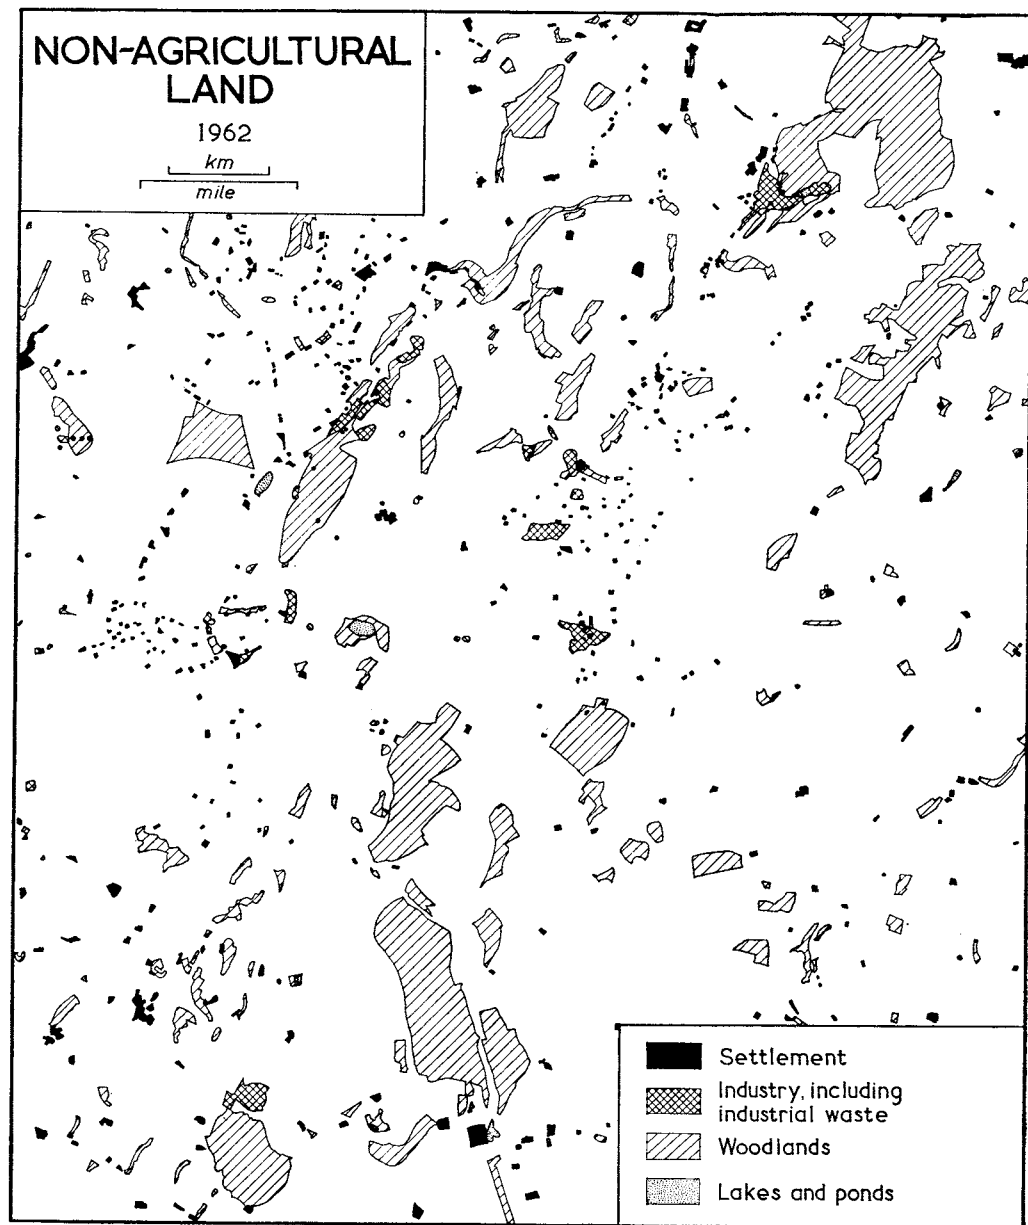 NON-AGRICULTURAL
LAND
1962
km
mile
Settlement
Industry, including
industrial waste
Woodlands
Lakes and ponds